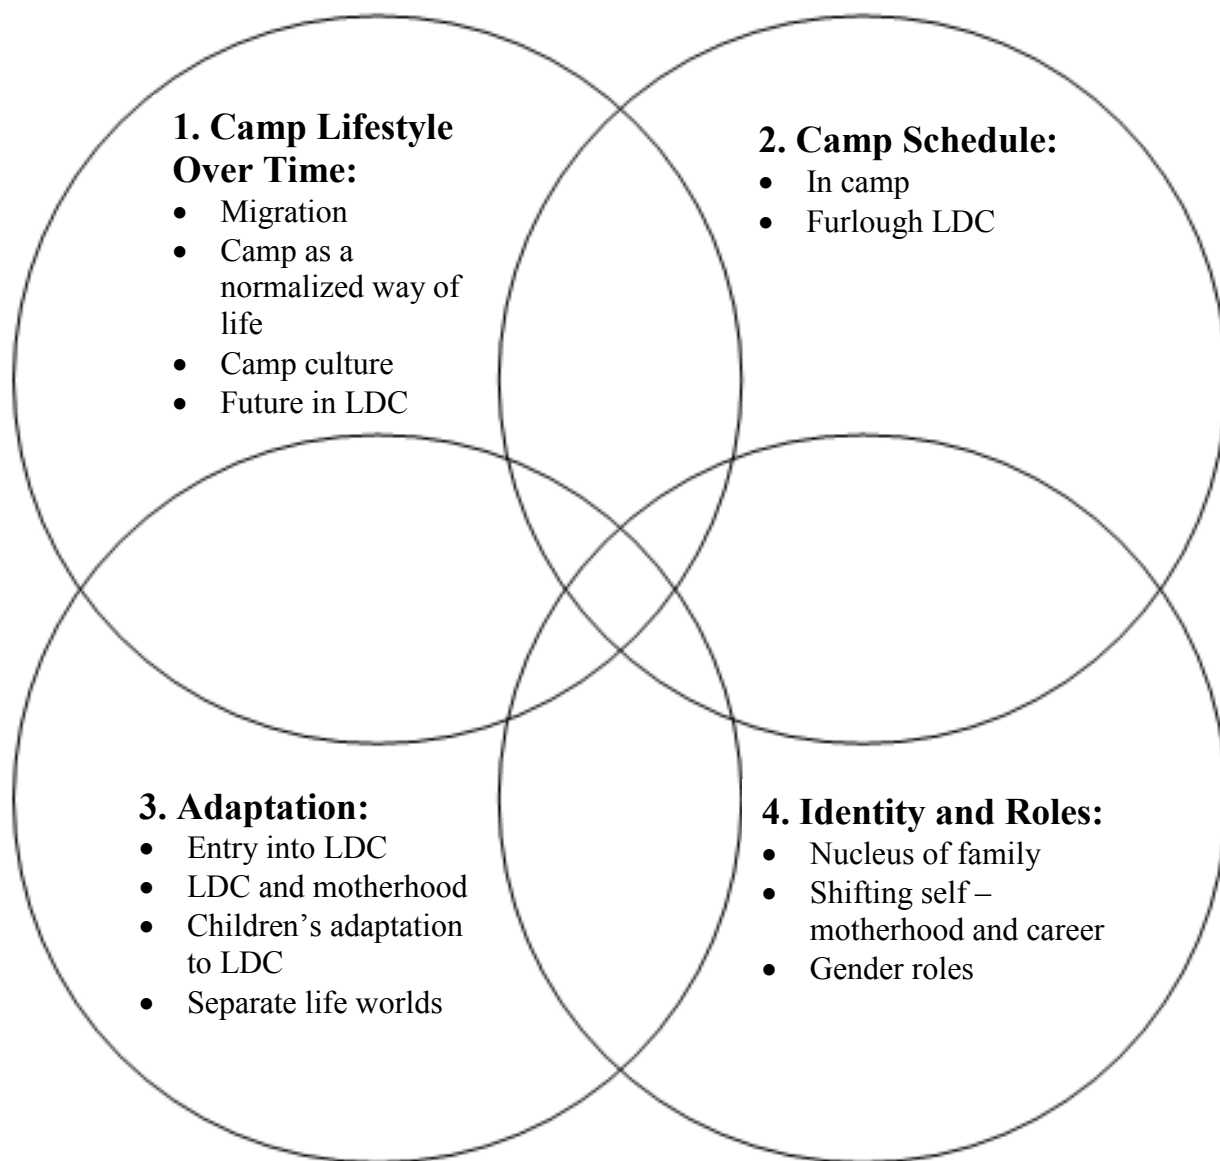 1. Camp Lifestyle
Over Time:
• Migration
• Camp as a
normalized way of
life
• Camp culture
• Future in LDC
2. Camp Schedule:
• In camp
• Furlough LDC
3. Adaptation:
• Entry into LDC
• LDC and motherhood
• Children’s adaptation
to LDC
• Separate life worlds
4. Identity and Roles:
• Nucleus of family
• Shifting self –
motherhood and career
• Gender roles